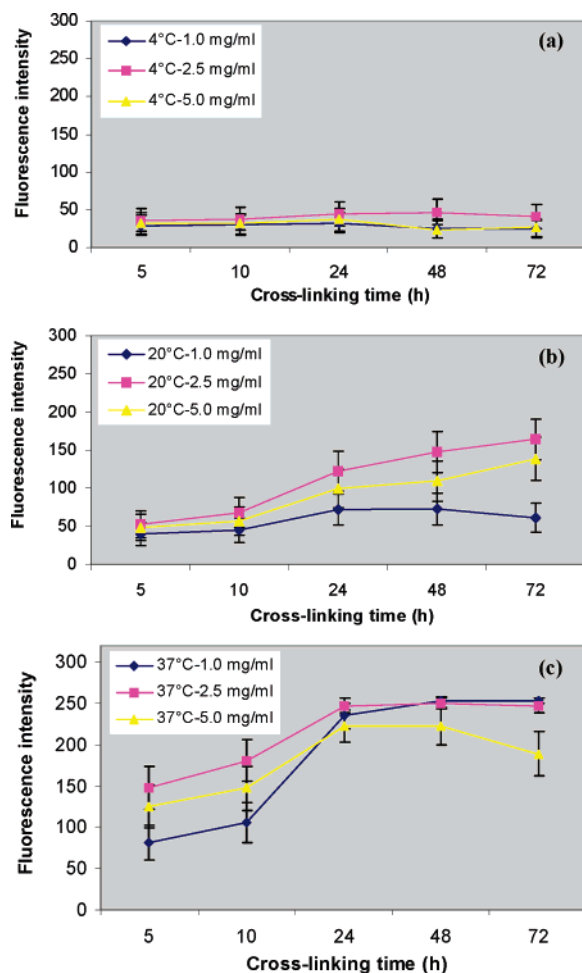 (a)
300
250
200
150
100
50
0
Fluorescence intensity
4°C-1.0 mg/ml
4°C-2.5 mg/ml
4°C-5.0 mg/ml
5 10 24 48 72
Cross-linking time (h)
(b)
300
250
200
150
100
50
0
Fluorescence intensity
20°C-1.0 mg/ml
20°C-2.5 mg/ml
20°C-5.0 mg/ml
5 10 24 48 72
Cross-linking time (h)
(c)
300
250
200
150
100
50
0
Fluorescence intensity
37°C-1.0 mg/ml
37°C-2.5 mg/ml
37°C-5.0 mg/ml
5 10 24 48 72
Cross-linking time (h)